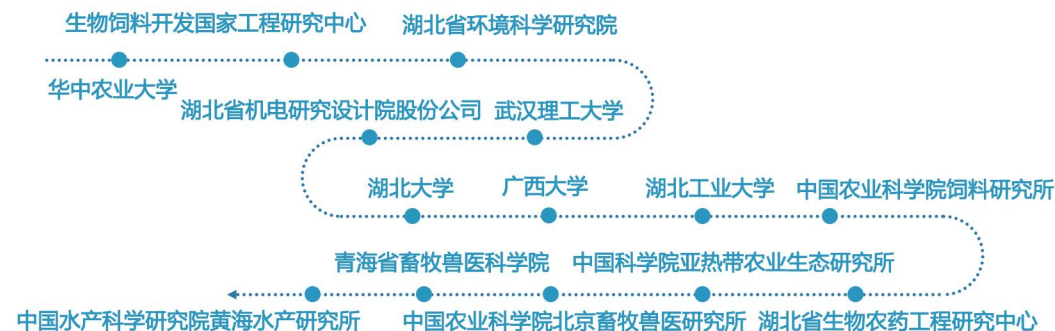 生物饲料开发国家工程研究中心
湖北省环境科学研究院
华中农业大学
湖北省机电研究设计院股份公司
武汉理工大学
湖北大学
广西大学
湖北工业大学
中国农业科学院饲料研究所
青海省畜牧兽医科学院
中国科学院亚热带农业生态研究所
中国水产科学研究院黄海水产研究所
中国农业科学院北京畜牧兽医研究所
湖北省生物农药工程研究中心